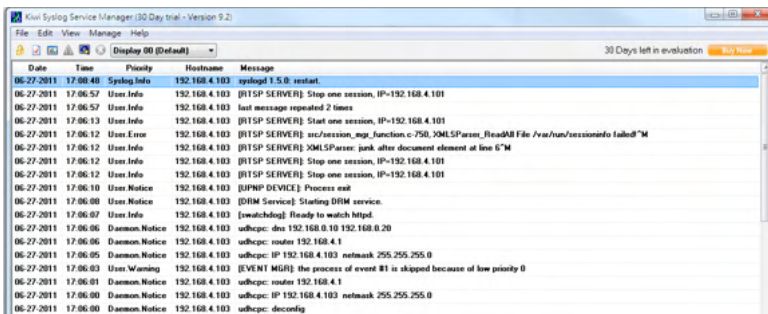 Kiwi Syslog Service Manager (30 Day trial - Version 9.2)
File Edit View Manage Help
Display 00 (Default) 30 Days left in evaluation Buy Now
Date Time Priority Hostname Message
06-27-2011 17:08:48 Syslog.Info 192.168.4.103 syslogd 1.5.0: restart.
06-27-2011 17:06:57 User.Info 192.168.4.103 [RTSP SERVER]: Stop one session, IP=192.168.4.101
06-27-2011 17:06:57 User.Info 192.168.4.103 last message repeated 2 times
06-27-2011 17:06:13 User.Info 192.168.4.103 [RTSP SERVER]: Start one session, IP=192.168.4.101
06-27-2011 17:06:12 User.Error 192.168.4.103 [RTSP SERVER]: src/session_mgr_function.c-750, XMLSParser_ReadAll File /var/run/sessioninfo failed!^M
06-27-2011 17:06:12 User.Info 192.168.4.103 [RTSP SERVER]: XMLSParser: junk after document element at line 6^M
06-27-2011 17:06:12 User.Info 192.168.4.103 [RTSP SERVER]: Stop one session, IP=192.168.4.101
06-27-2011 17:06:12 User.Info 192.168.4.103 [RTSP SERVER]: Stop one session, IP=192.168.4.101
06-27-2011 17:06:10 User.Notice 192.168.4.103 [UPNP DEVICE]: Process exit
06-27-2011 17:06:08 User.Notice 192.168.4.103 [DRM Service]: Starting DRM service.
06-27-2011 17:06:07 User.Info 192.168.4.103 [swatchdog]: Ready to watch httpd.
06-27-2011 17:06:06 Daemon.Notice 192.168.4.103 udhcpc: dns 192.168.0.10 192.168.0.20
06-27-2011 17:06:06 Daemon.Notice 192.168.4.103 udhcpc: router 192.168.4.1
06-27-2011 17:06:05 Daemon.Notice 192.168.4.103 udhcpc: IP 192.168.4.103 netmask 255.255.255.0
06-27-2011 17:06:03 User.Warning 192.168.4.103 [EVENT MGR]: the process of event #1 is skipped because of low priority 0
06-27-2011 17:06:01 Daemon.Notice 192.168.4.103 udhcpc: router 192.168.4.1
06-27-2011 17:06:00 Daemon.Notice 192.168.4.103 udhcpc: IP 192.168.4.103 netmask 255.255.255.0
06-27-2011 17:06:00 Daemon.Notice 192.168.4.103 udhcpc: deconfig